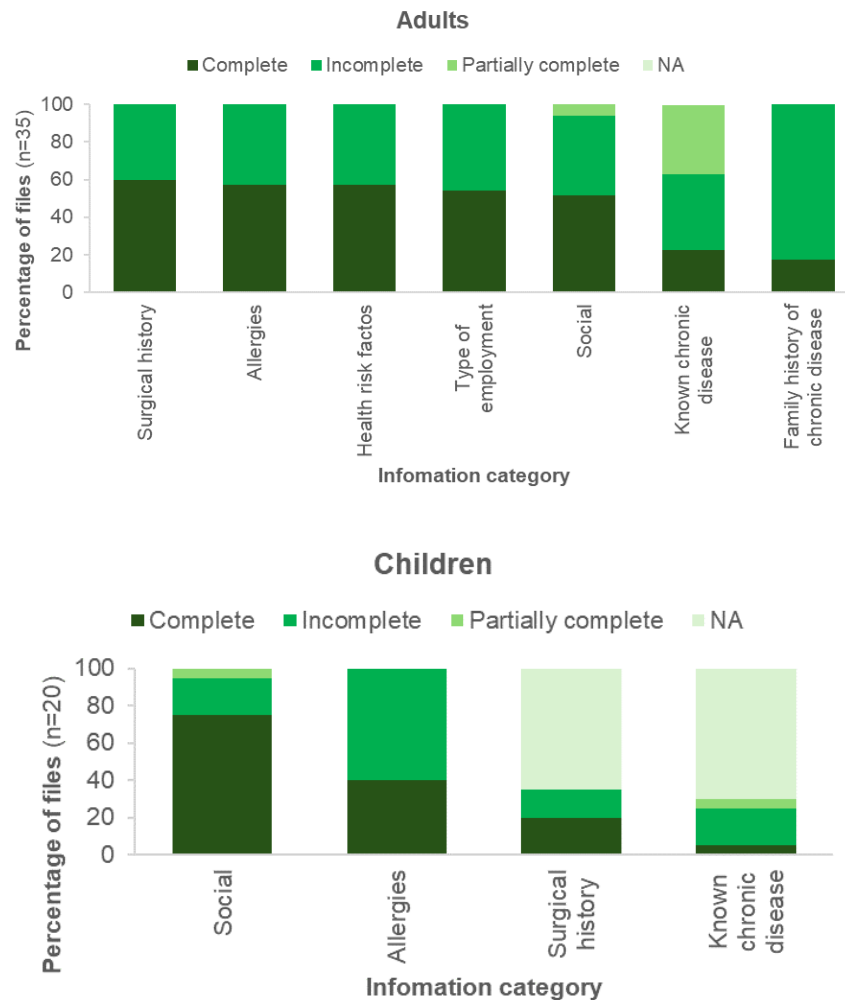 Adults
Complete Incomplete Partially complete NA
Percentage of files (n=35)
100
80
60
40
20
0
Surgical history
Allergies
Health risk factos
Type of
employment
Social
Known chronic
disease
Family history of
chronic disease
Infomation category
Children
Complete Incomplete Partially complete NA
Percentage of files (n=20)
100
80
60
40
20
0
Social
Allergies
Surgical
history
Known
chronic
disease
Infomation category